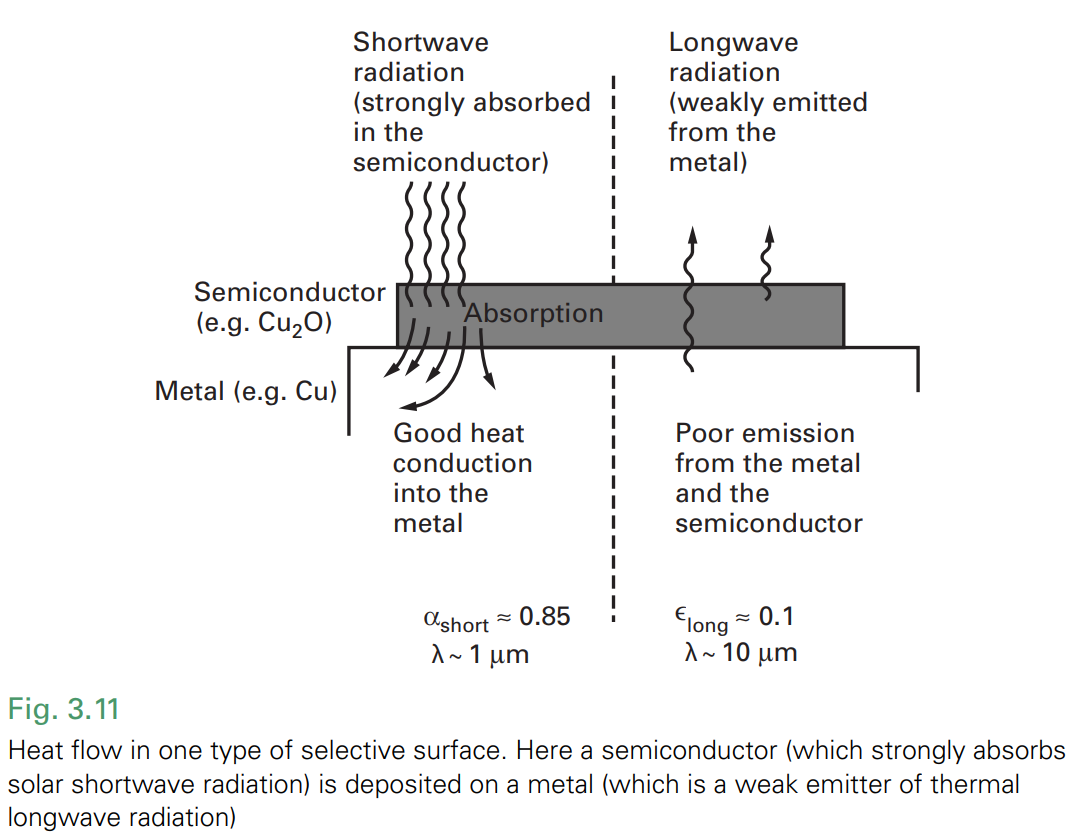 Shortwave
radiation
(strongly absorbed
in the
semiconductor)
Longwave
radiation
(weakly emitted
from the
metal)
Semiconductor
(e.g. Cu₂O)
Absorption
Metal (e.g. Cu)
Good heat
conduction
into the
metal
Poor emission
from the metal
and the
semiconductor
α_short ≈ 0.85
λ ~ 1 μm
ϵ_long ≈ 0.1
λ ~ 10 μm
Fig. 3.11
Heat flow in one type of selective surface. Here a semiconductor (which strongly absorbs
solar shortwave radiation) is deposited on a metal (which is a weak emitter of thermal
longwave radiation)